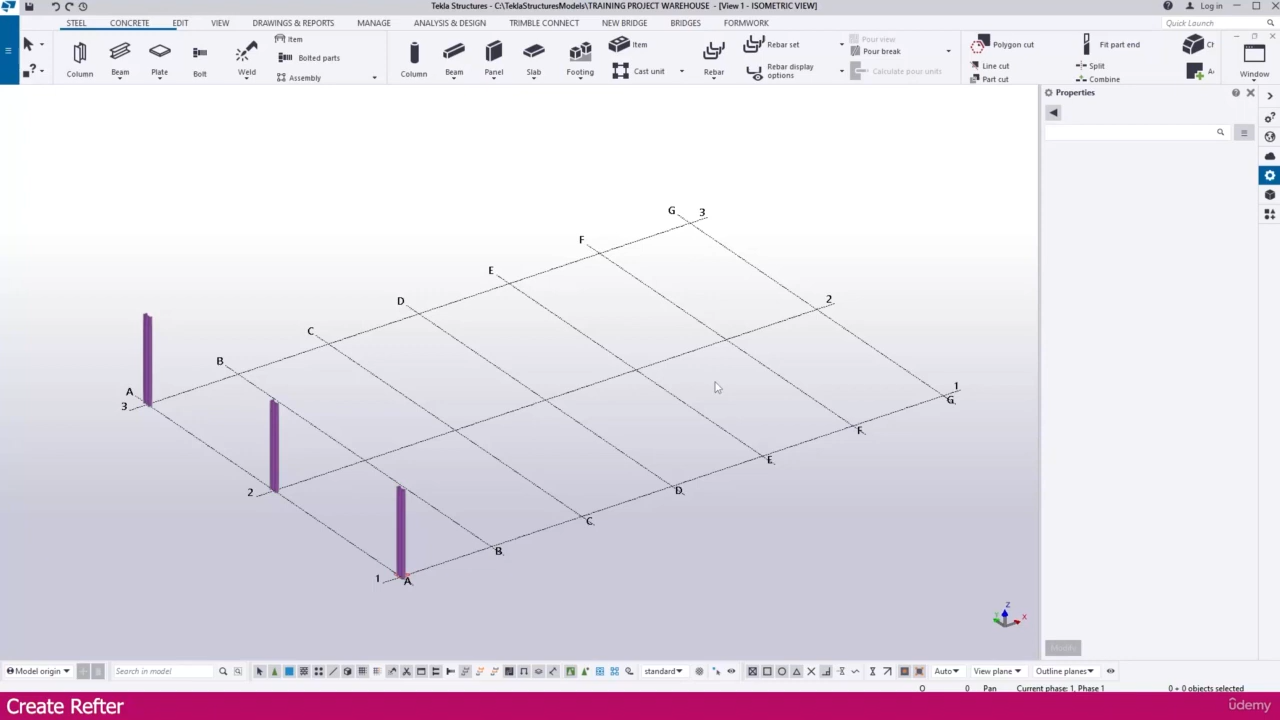 Tekla Structures - C:\TeklaStructuresModels\TRAINING PROJECT WAREHOUSE - [View 1 - ISOMETRIC VIEW]
Log in
STEEL CONCRETE EDIT VIEW DRAWINGS & REPORTS MANAGE ANALYSIS & DESIGN TRIMBLE CONNECT NEW BRIDGE BRIDGES FORMWORK
Quick Launch
Column Beam Plate Bolt Weld
Item
Bolted parts
Assembly
Column Beam Panel Slab Footing
Item
Cast unit
Rebar
Rebar set
Rebar display options
Pour view
Pour break
Calculate pour units
Polygon cut
Line cut
Part cut
Fit part end
Split
Combine
Window
Properties
G 3
F
E
2
D
C
B
A
3
1
G
F
E
2
D
C
B
1 A
Z
X
Modify
Model origin Search in model standard Auto View plane Outline planes
O 0 Pan Current phase: 1, Phase 1 0 + 0 objects selected
Create Refter
ûdemy